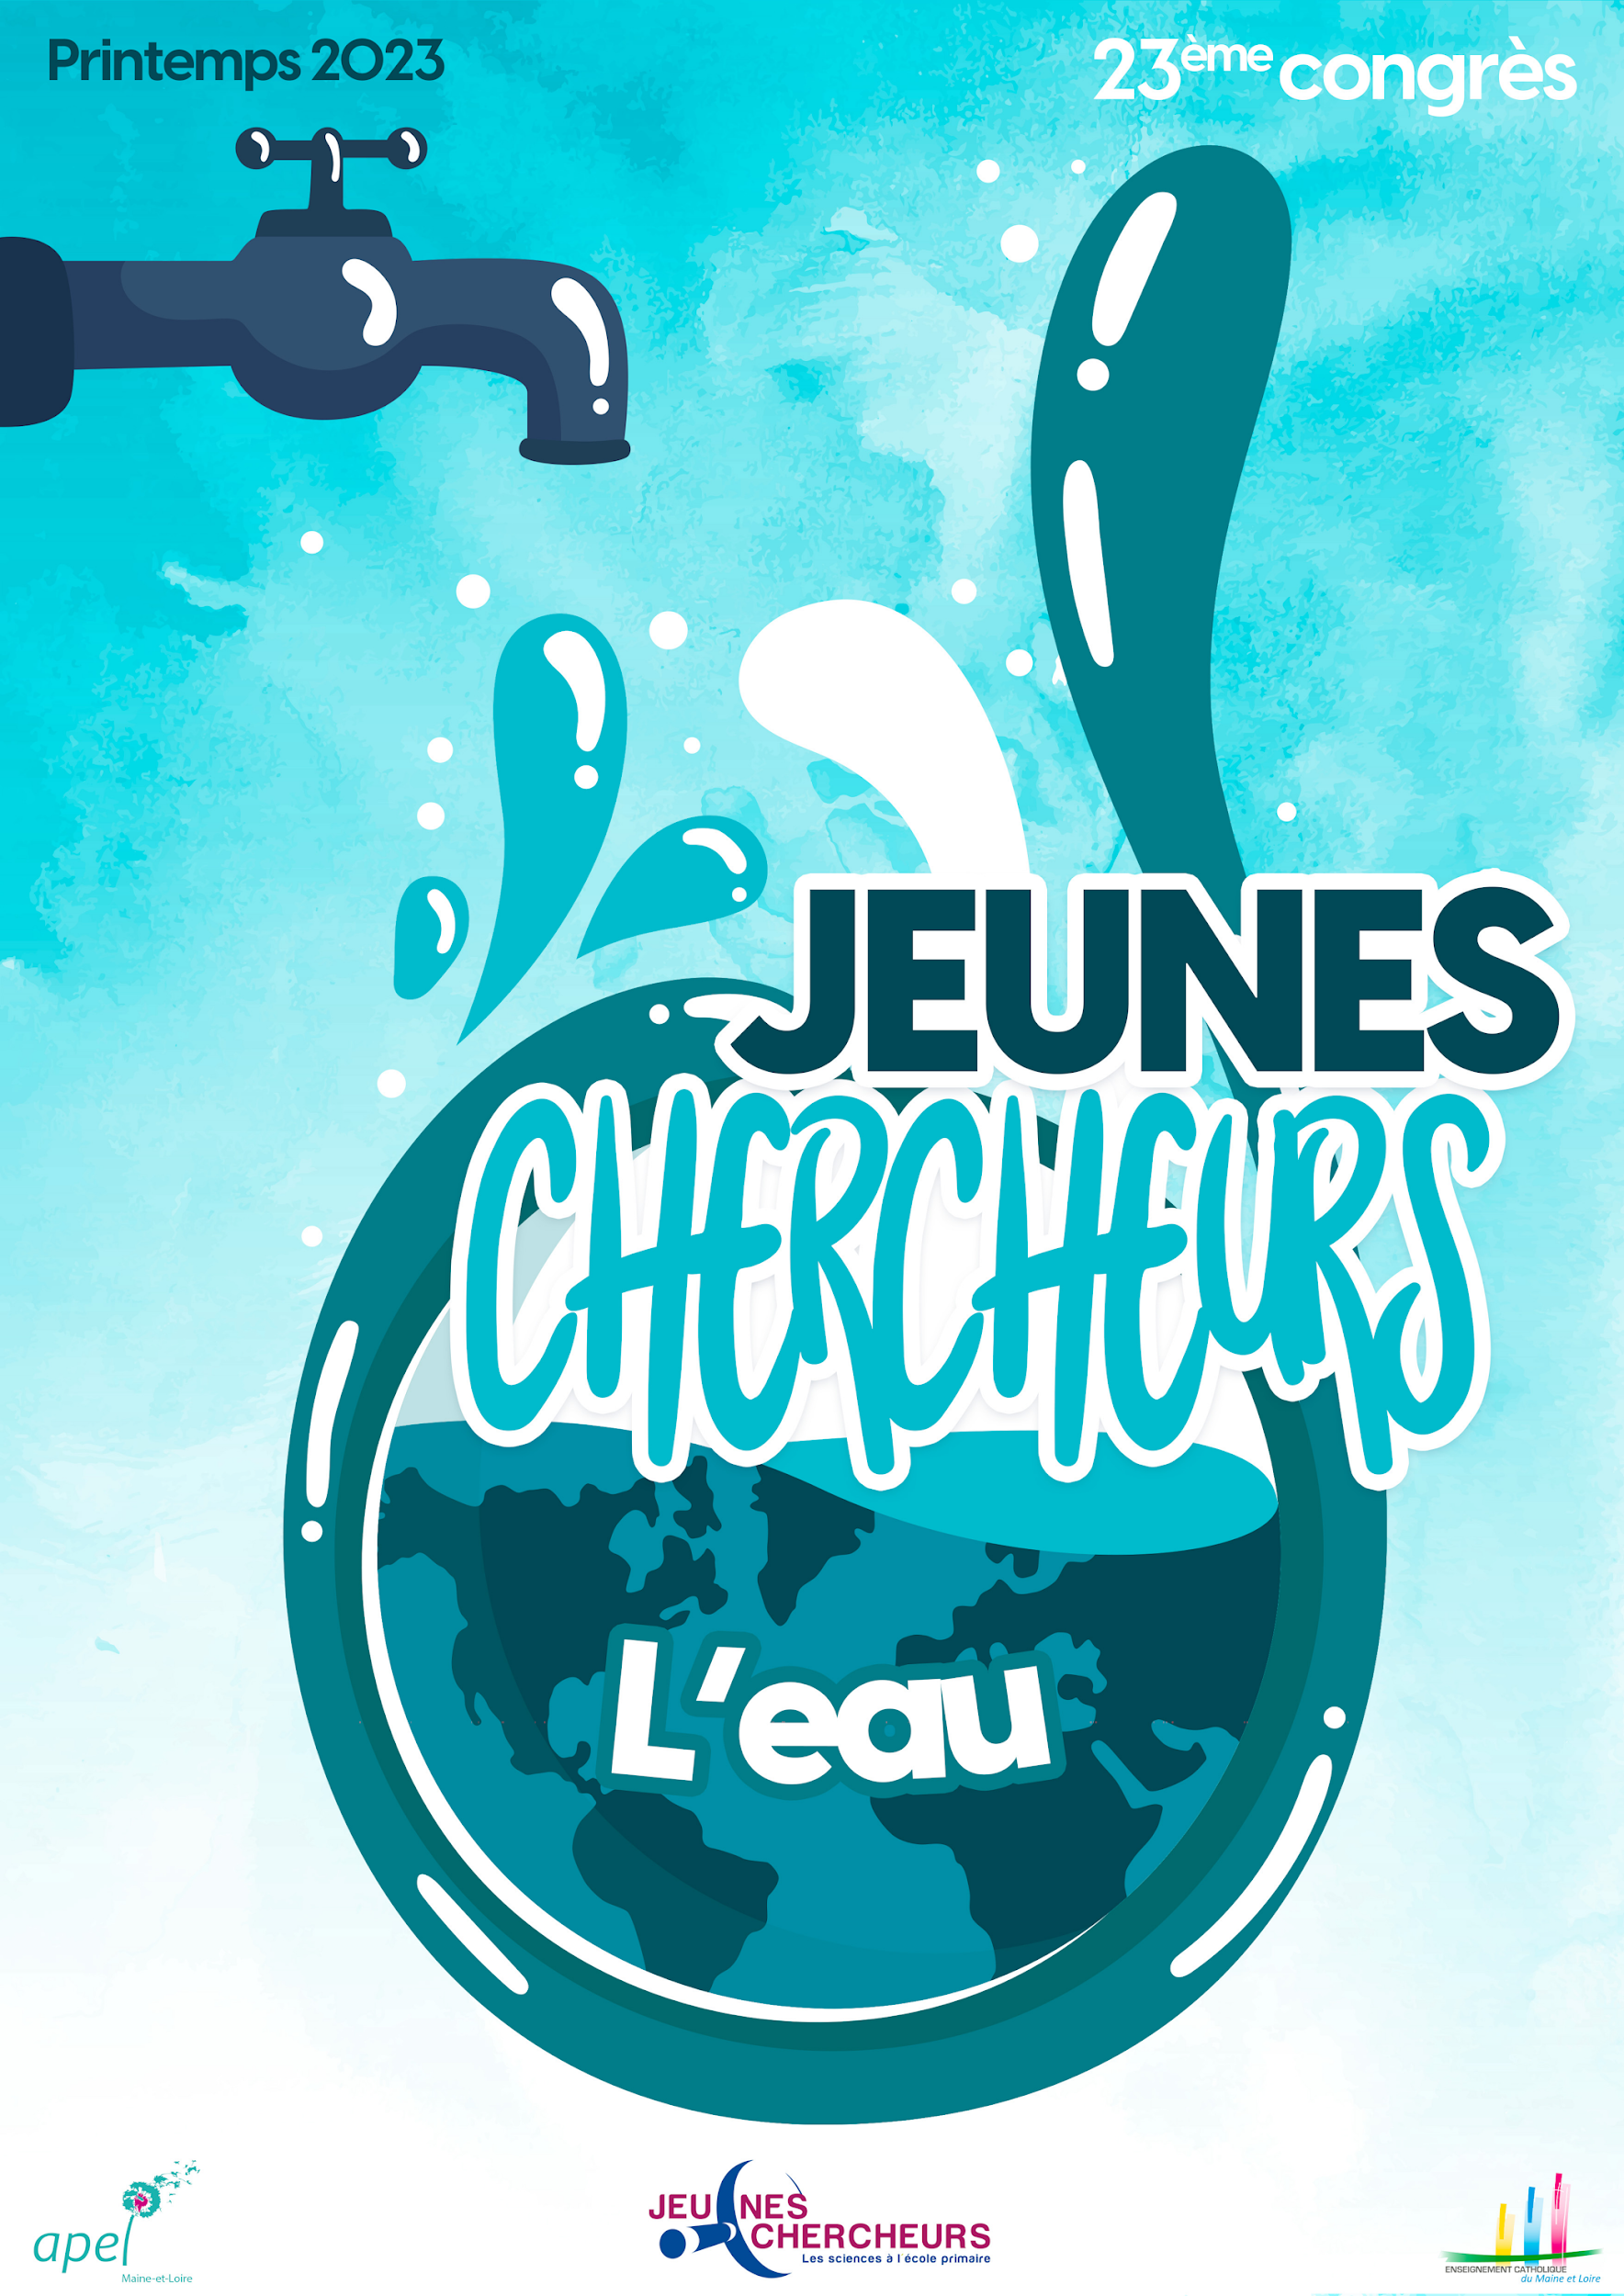 Printemps 2023
23ème congrès
JEUNES
CHERCHEURS
L'eau
apel
Maine-et-Loire
JEUNES
CHERCHEURS
Les sciences à l école primaire
ENSEIGNEMENT CATHOLIQUE
du Maine et Loire